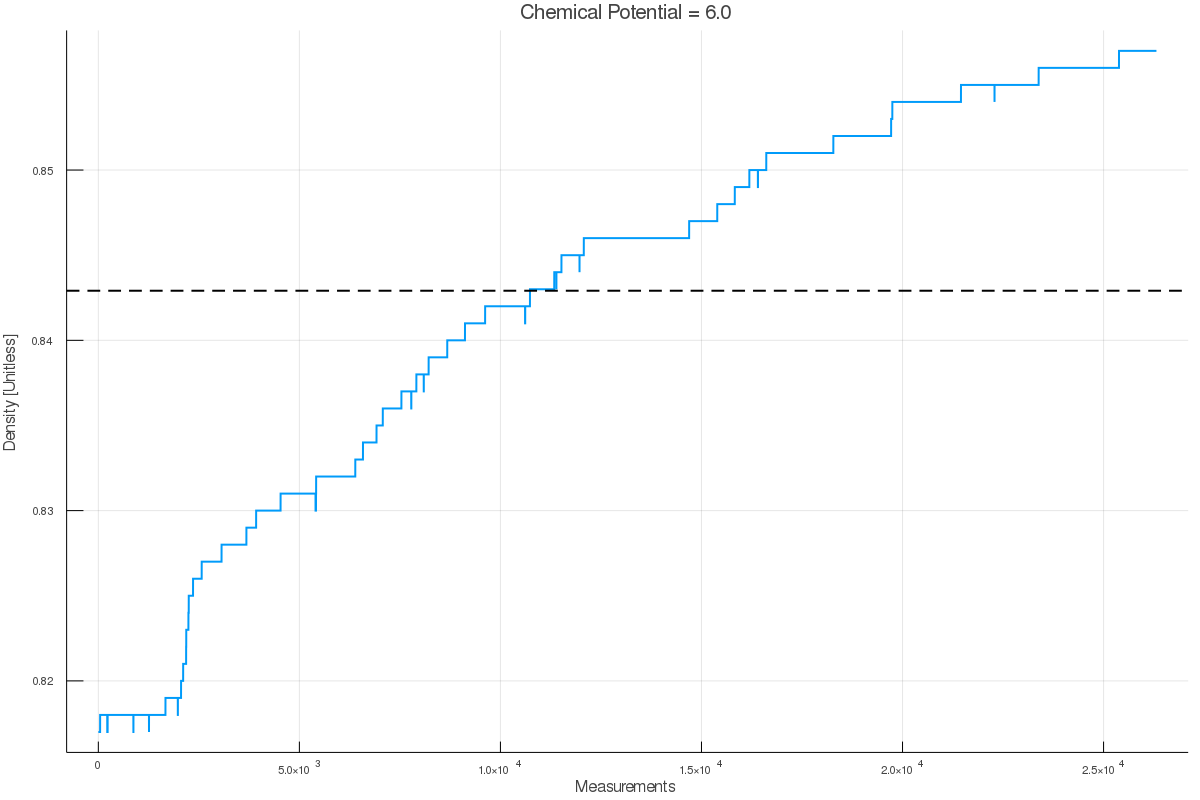 Chemical Potential = 6.0
Density [Unitless]
0.85
0.84
0.83
0.82
0 5.0×10³ 1.0×10⁴ 1.5×10⁴ 2.0×10⁴ 2.5×10⁴
Measurements